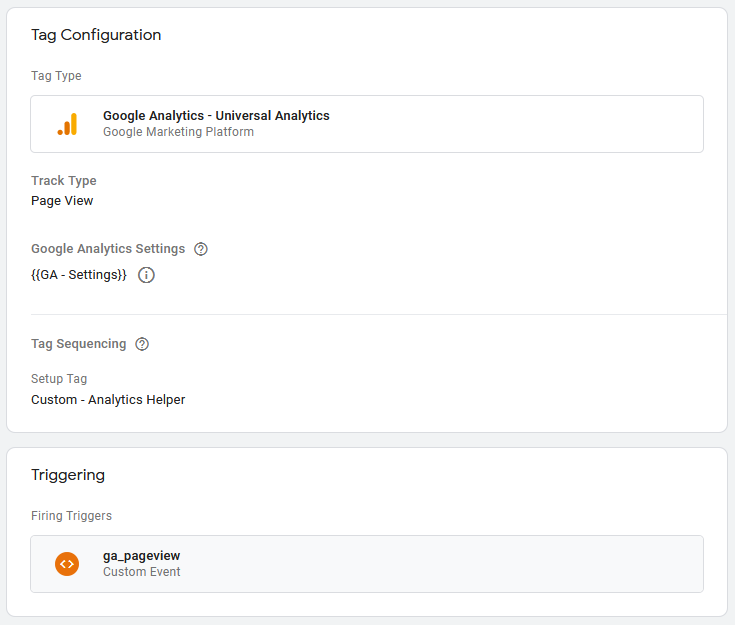 Tag Configuration
Tag Type
Google Analytics - Universal Analytics
Google Marketing Platform
Track Type
Page View
Google Analytics Settings
{{GA - Settings}}
Tag Sequencing
Setup Tag
Custom - Analytics Helper
Triggering
Firing Triggers
ga_pageview
Custom Event